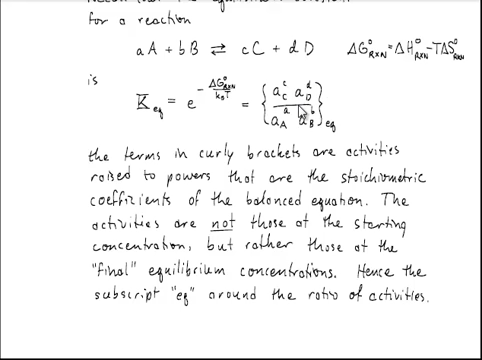 for a reaction
aA + bB ⇄ cC + dD   ΔG°RXN = ΔH°RXN − TΔS°RXN
is
K̅eq = e^(−ΔG°RXN/kBT) = {aC^c aD^d / aA^a aB^b}eq
the terms in curly brackets are activities
raised to powers that are the stoichiometric
coefficients of the balanced equation. The
activities are not those at the starting
concentration, but rather those at the
"final" equilibrium concentrations. Hence the
subscript "eq" around the ratio of activities.